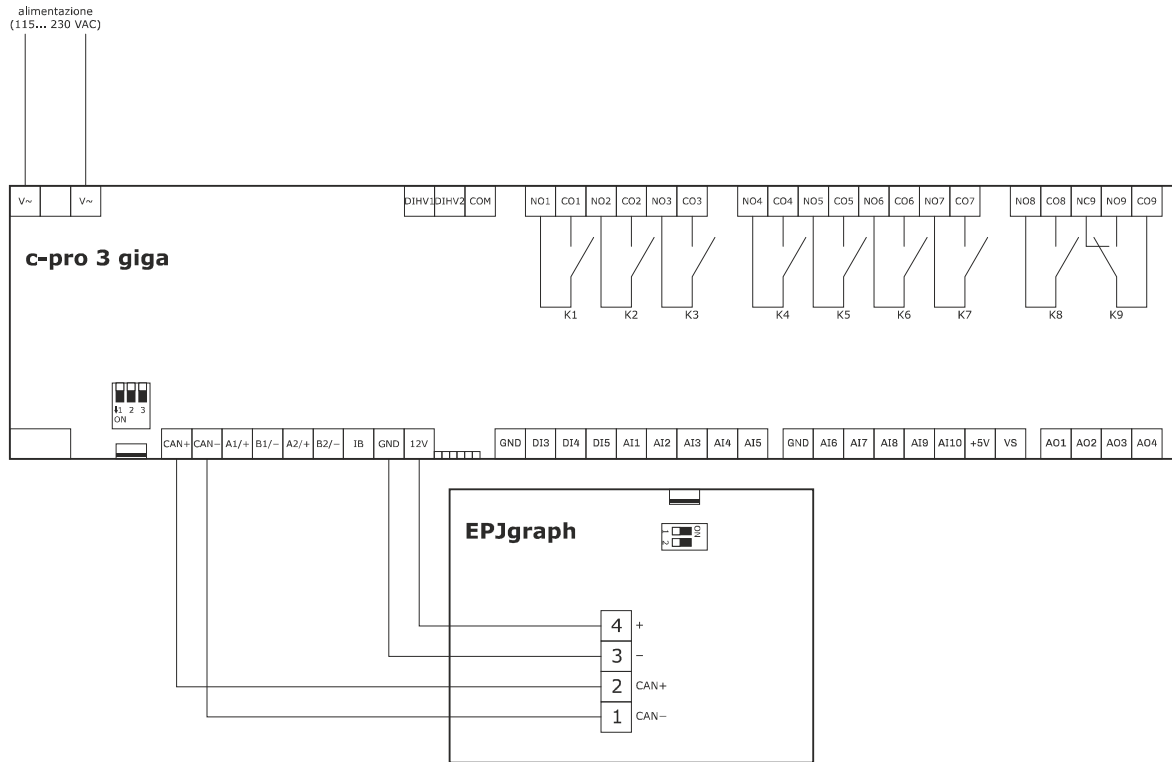 alimentazione
(115... 230 VAC)
V~ V~ DIHV1 DIHV2 COM NO1 CO1 NO2 CO2 NO3 CO3 NO4 CO4 NO5 CO5 NO6 CO6 NO7 CO7 NO8 CO8 NC9 NO9 CO9
c-pro 3 giga
K1 K2 K3 K4 K5 K6 K7 K8 K9
1 2 3
ON
CAN+ CAN− A1/+ B1/− A2/+ B2/− IB GND 12V GND DI3 DI4 DI5 AI1 AI2 AI3 AI4 AI5 GND AI6 AI7 AI8 AI9 AI10 +5V VS AO1 AO2 AO3 AO4
EPJgraph
1 2 ON
4 +
3 −
2 CAN+
1 CAN−